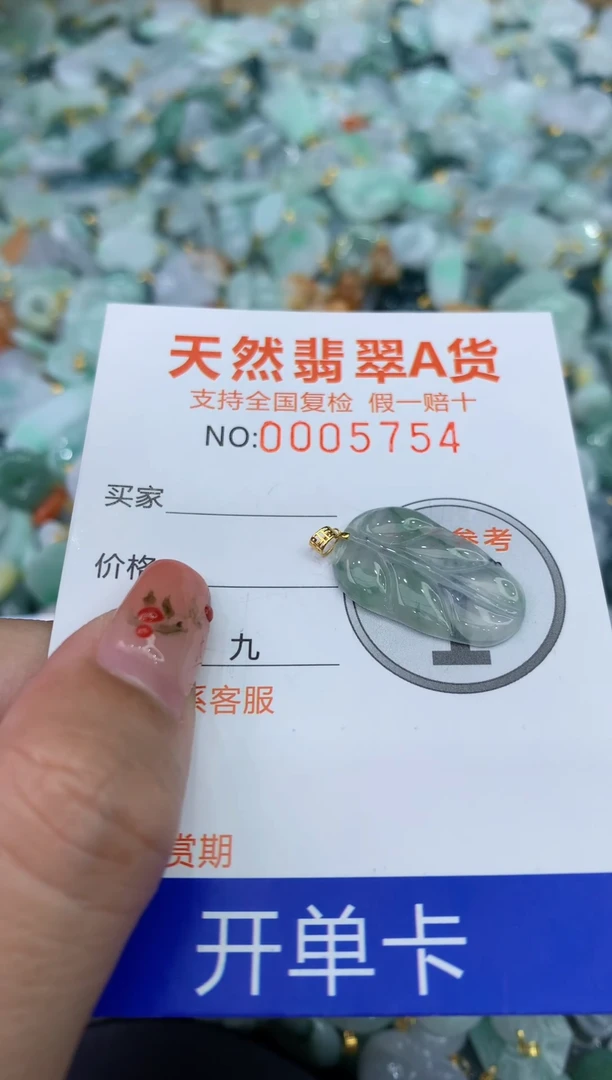 天然翡翠A货
支持全国复检 假一赔十
NO:0005754
买家
价格
参考
九
系客服
赏期
开单卡